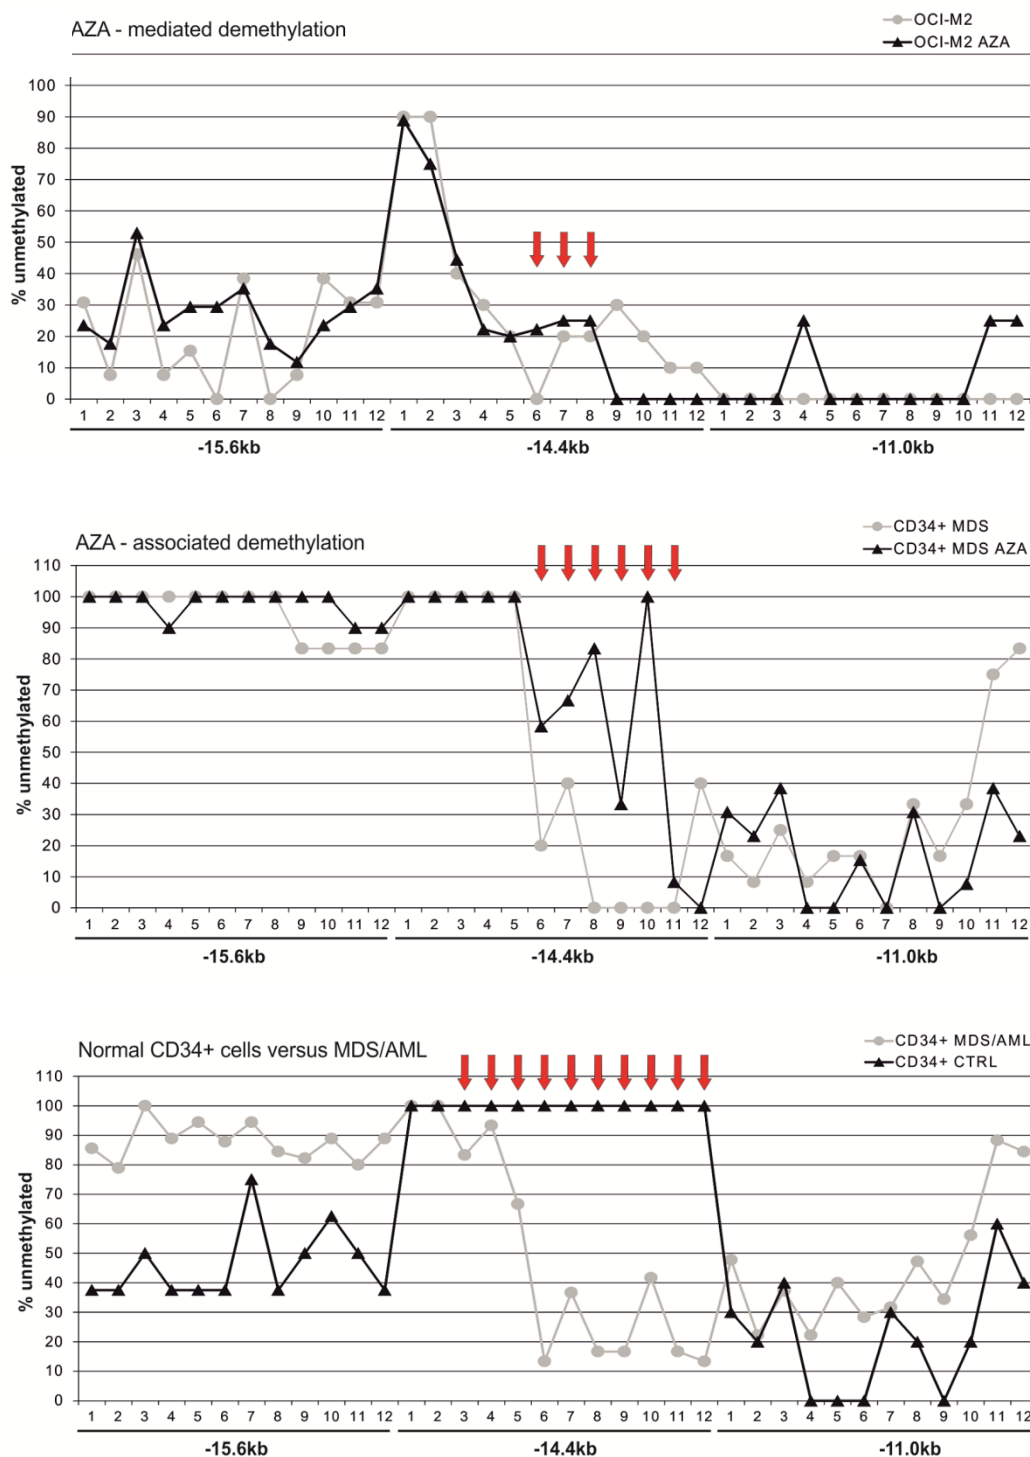 AZA - mediated demethylation
OCI-M2
OCI-M2 AZA
% unmethylated
100
90
80
70
60
50
40
30
20
10
0
1 2 3 4 5 6 7 8 9 10 11 12 1 2 3 4 5 6 7 8 9 10 11 12 1 2 3 4 5 6 7 8 9 10 11 12
-15.6kb -14.4kb -11.0kb
AZA - associated demethylation
CD34+ MDS
CD34+ MDS AZA
% unmethylated
110
100
90
80
70
60
50
40
30
20
10
0
1 2 3 4 5 6 7 8 9 10 11 12 1 2 3 4 5 6 7 8 9 10 11 12 1 2 3 4 5 6 7 8 9 10 11 12
-15.6kb -14.4kb -11.0kb
Normal CD34+ cells versus MDS/AML
CD34+ MDS/AML
CD34+ CTRL
% unmethylated
110
100
90
80
70
60
50
40
30
20
10
0
1 2 3 4 5 6 7 8 9 10 11 12 1 2 3 4 5 6 7 8 9 10 11 12 1 2 3 4 5 6 7 8 9 10 11 12
-15.6kb -14.4kb -11.0kb